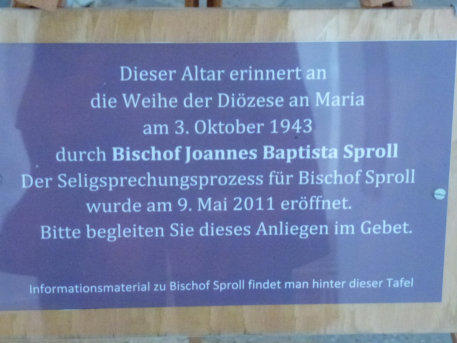 Dieser Altar erinnert an
die Weihe der Diözese an Maria
am 3. Oktober 1943
durch Bischof Joannes Baptista Sproll
Der Seligsprechungsprozess für Bischof Sproll
wurde am 9. Mai 2011 eröffnet.
Bitte begleiten Sie dieses Anliegen im Gebet.
Informationsmaterial zu Bischof Sproll findet man hinter dieser Tafel